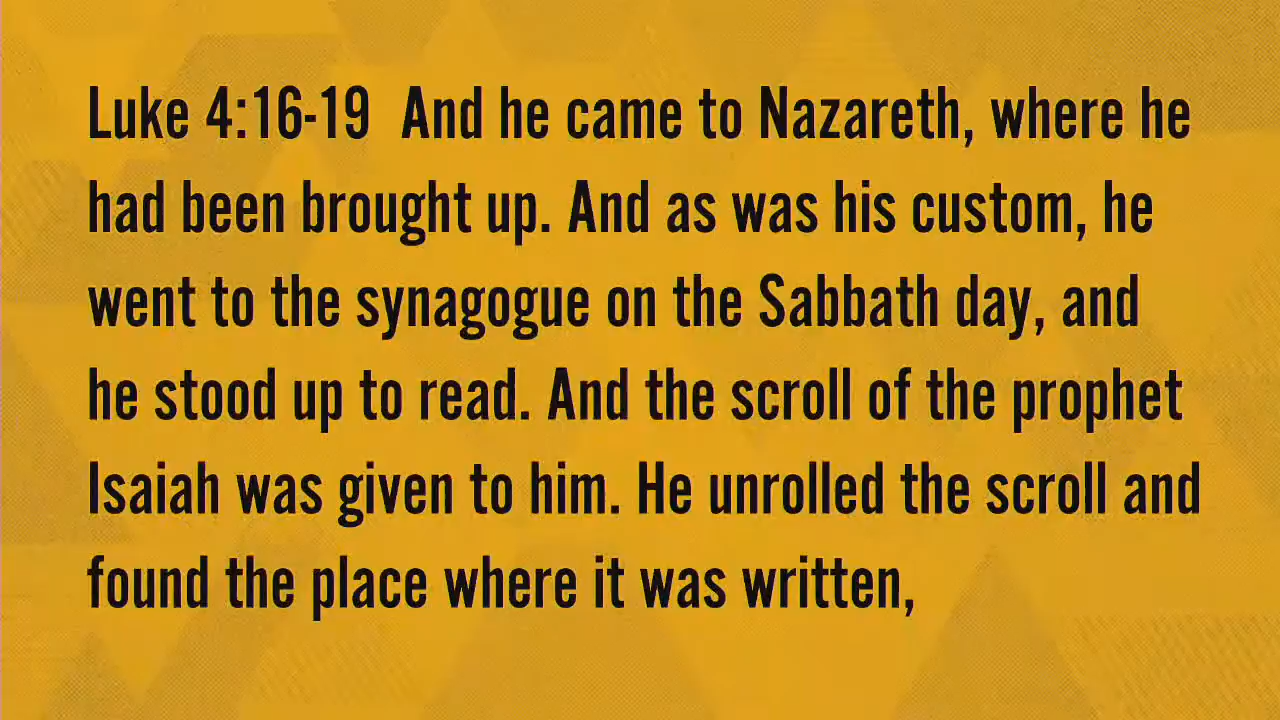 Luke 4:16-19  And he came to Nazareth, where he
had been brought up. And as was his custom, he
went to the synagogue on the Sabbath day, and
he stood up to read. And the scroll of the prophet
Isaiah was given to him. He unrolled the scroll and
found the place where it was written,